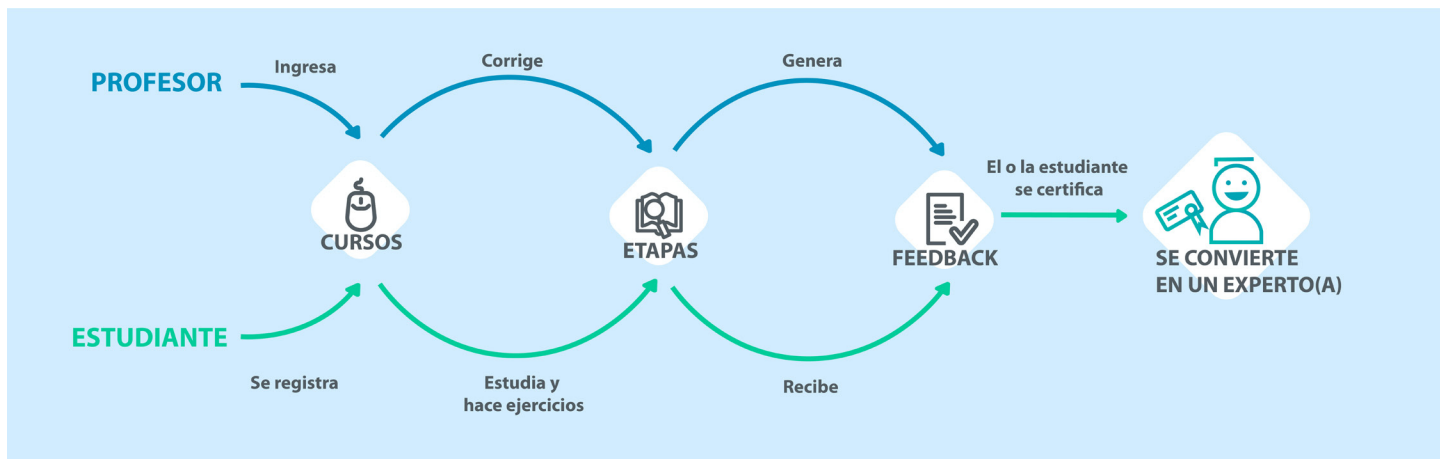 PROFESOR
Ingresa
Corrige
Genera
El o la estudiante
se certifica
CURSOS
ETAPAS
FEEDBACK
SE CONVIERTE
EN UN EXPERTO(A)
ESTUDIANTE
Se registra
Estudia y
hace ejercicios
Recibe